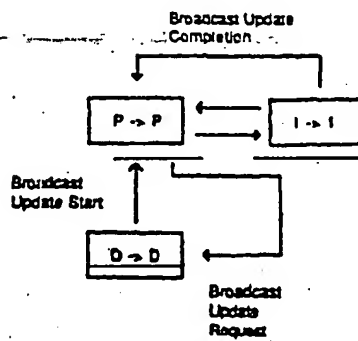 Broadcast Update
Completion
P -> P
I -> I
Broadcast
Update Start
D -> D
Broadcast
Update
Request